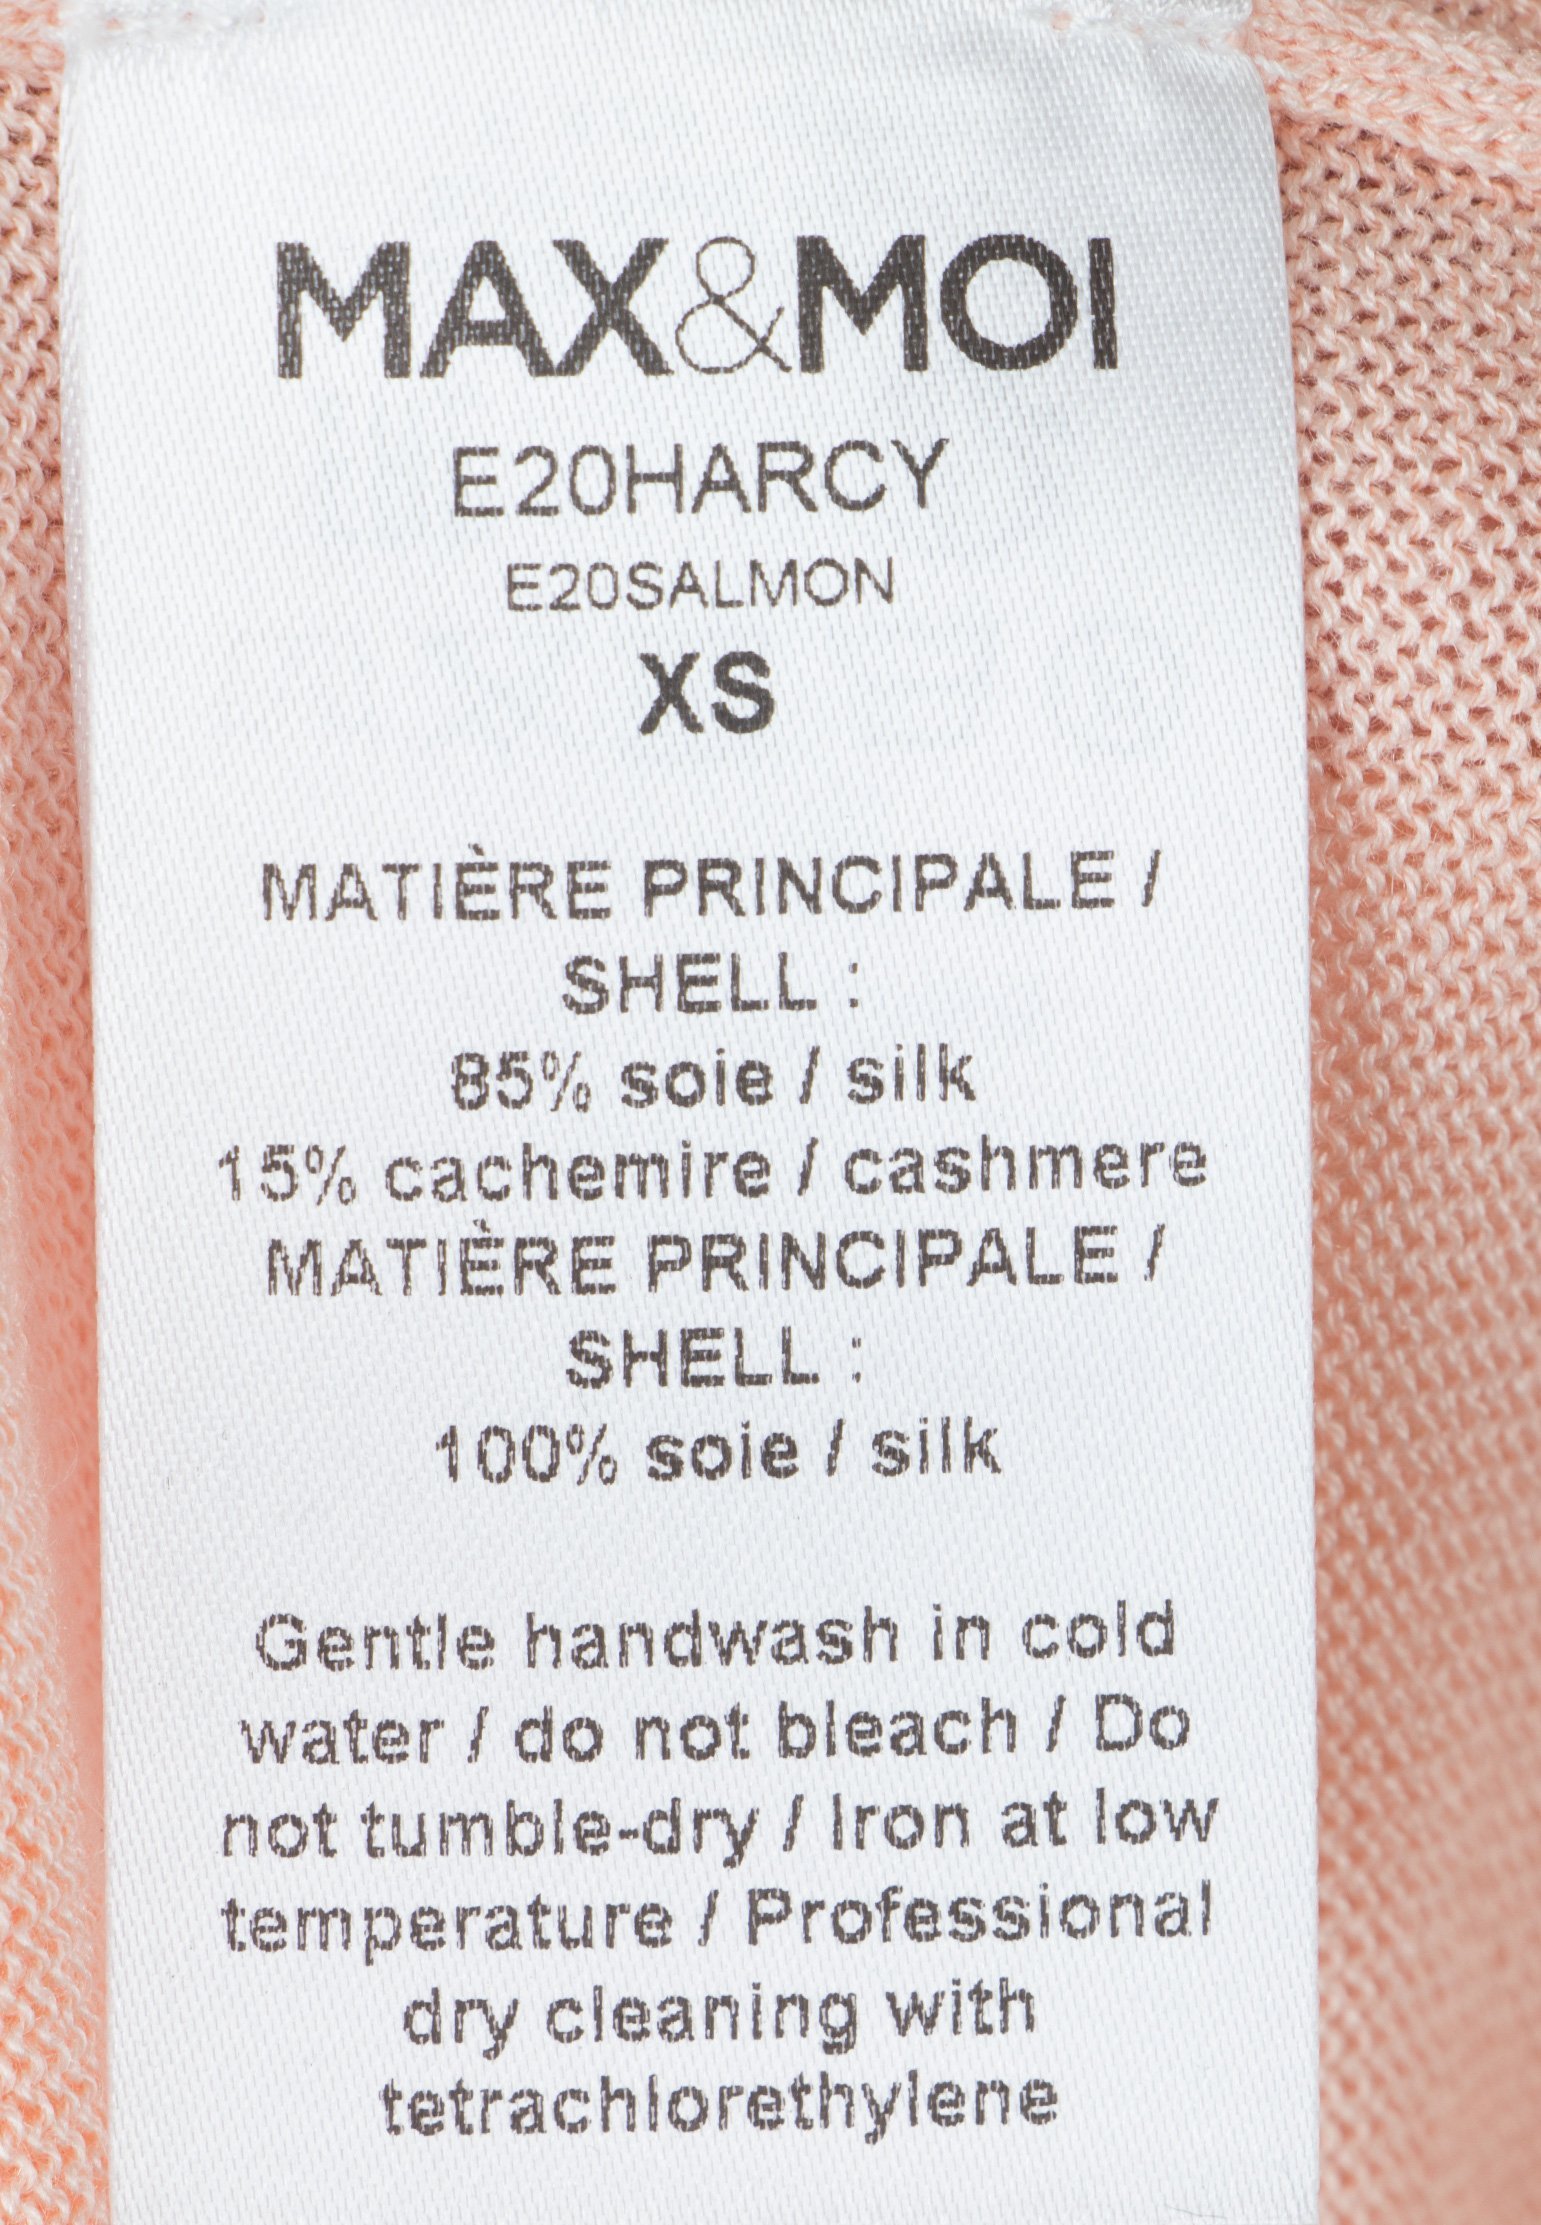 MAX&MOI
E20HARCY
E20SALMON
XS
MATIÈRE PRINCIPALE /
SHELL :
85% soie / silk
15% cachemire / cashmere
MATIÈRE PRINCIPALE /
SHELL :
100% soie / silk
Gentle handwash in cold
water / do not bleach / Do
not tumble-dry / Iron at low
temperature / Professional
dry cleaning with
tetrachlorethylene